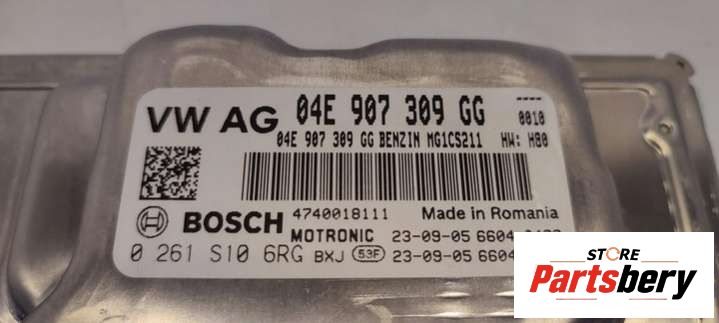 VW AG 04E 907 309 GG ----
04E 907 309 GG BENZIN MG1CS211 HW: H80 0010
4740018111 Made in Romania
BOSCH MOTRONIC 23-09-05 6604
0 261 S10 6RG BXJ 53F 23-09-05 6604
STORE
Partsbery